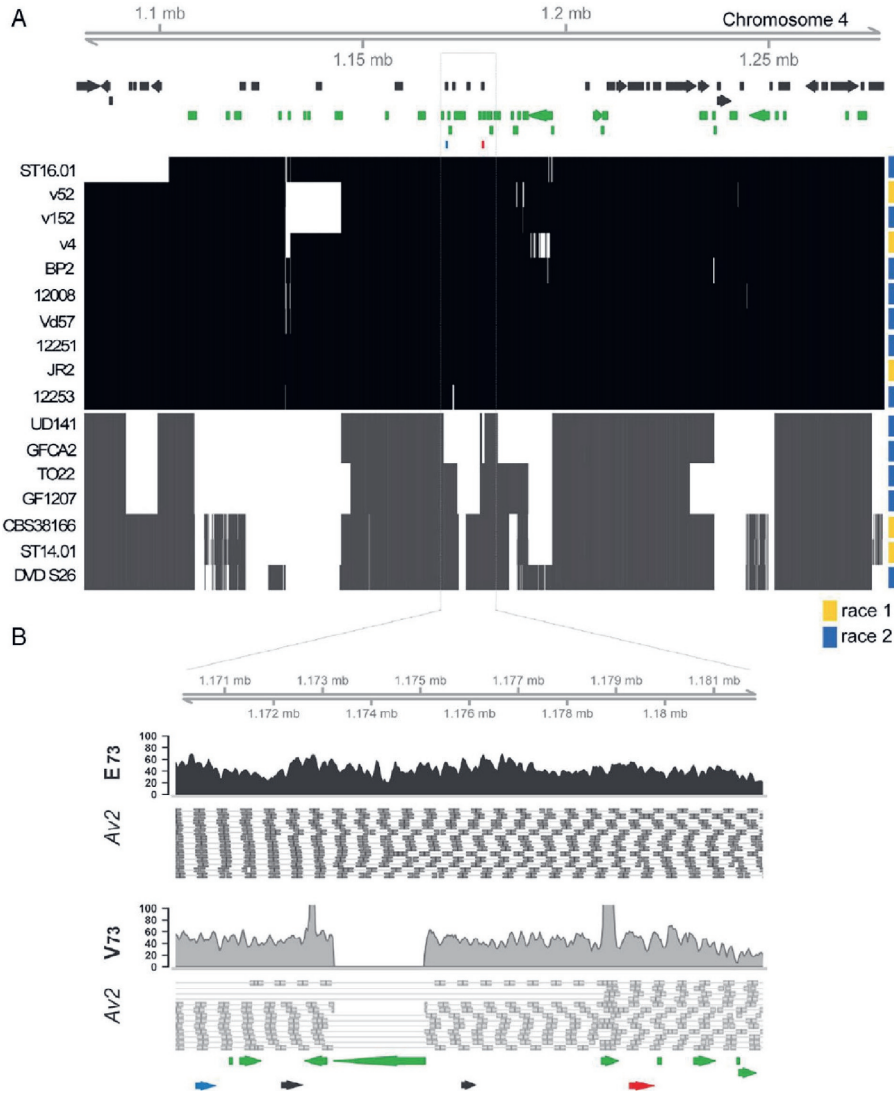 A
1.1 mb
1.2 mb
Chromosome 4
1.15 mb
1.25 mb
ST16.01
v52
v152
v4
BP2
12008
Vd57
12251
JR2
12253
UD141
GFCA2
TO22
GF1207
CBS38166
ST14.01
DVD S26
race 1
race 2
B
1.171 mb
1.173 mb
1.175 mb
1.177 mb
1.179 mb
1.181 mb
1.172 mb
1.174 mb
1.176 mb
1.178 mb
1.18 mb
E73
100
80
60
40
20
0
Av2
V73
100
80
60
40
20
0
Av2